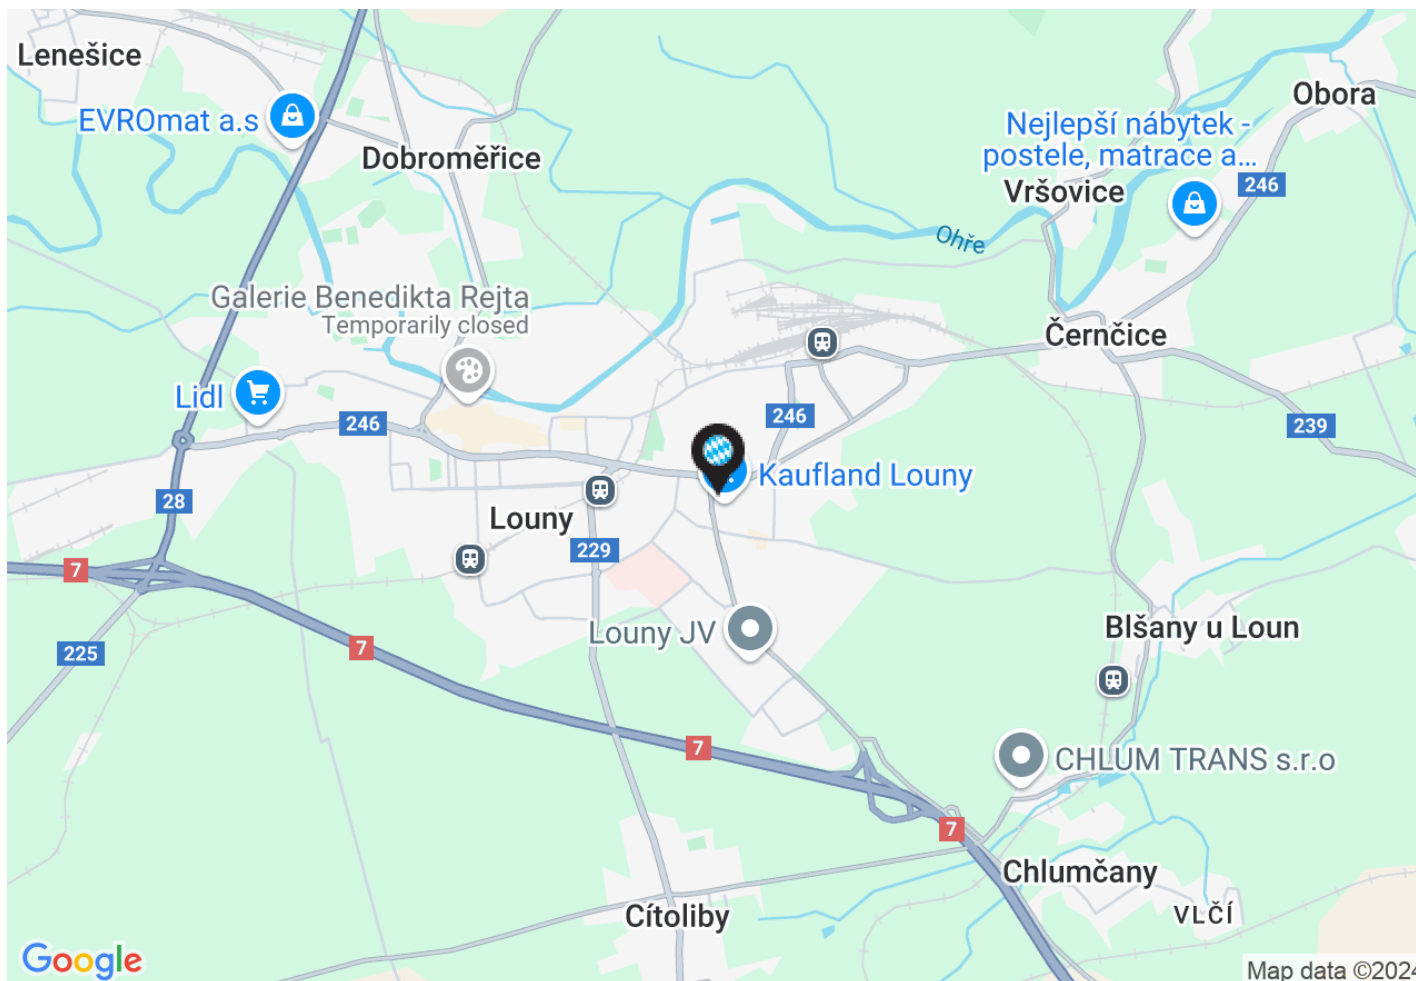 Lenešice
EVROmat a.s
Dobroměřice
Obora
Nejlepší nábytek -
postele, matrace a...
Vršovice
246
Ohře
Galerie Benedikta Rejta
Temporarily closed
Černčice
Lidl
246
246
239
Kaufland Louny
28
Louny
229
7
Louny JV
Blšany u Loun
225
7
7
CHLUM TRANS s.r.o
7
Chlumčany
VLČÍ
Cítoliby
Google
Map data ©2024